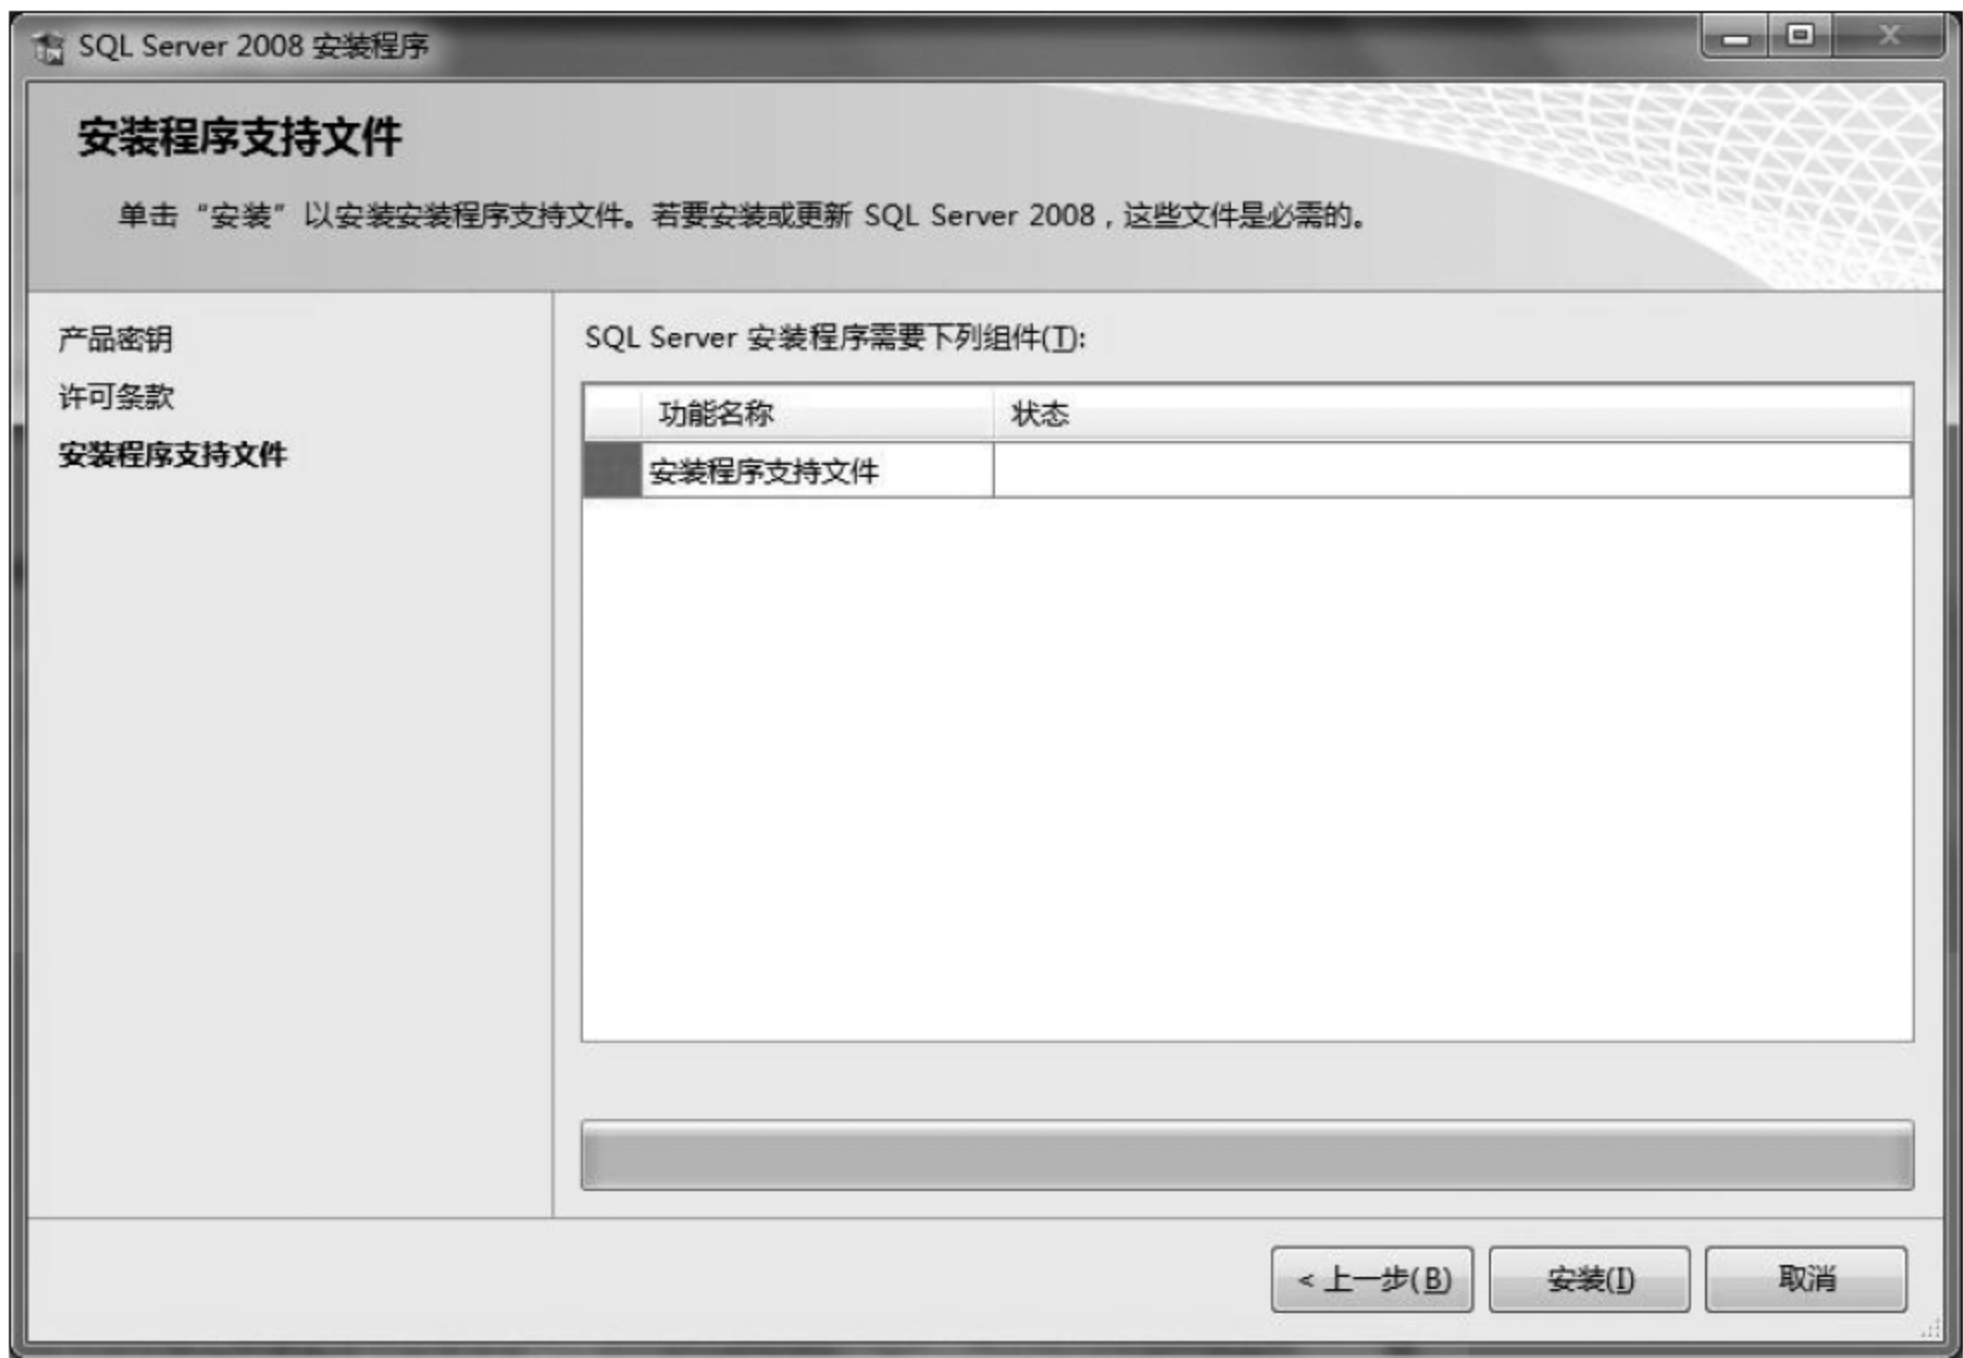 SQL Server 2008 安装程序
安装程序支持文件
单击“安装”以安装安装程序支持文件。若要安装或更新 SQL Server 2008，这些文件是必需的。
产品密钥
许可条款
安装程序支持文件
SQL Server 安装程序需要下列组件(T):
功能名称 状态
安装程序支持文件
< 上一步(B) 安装(I) 取消